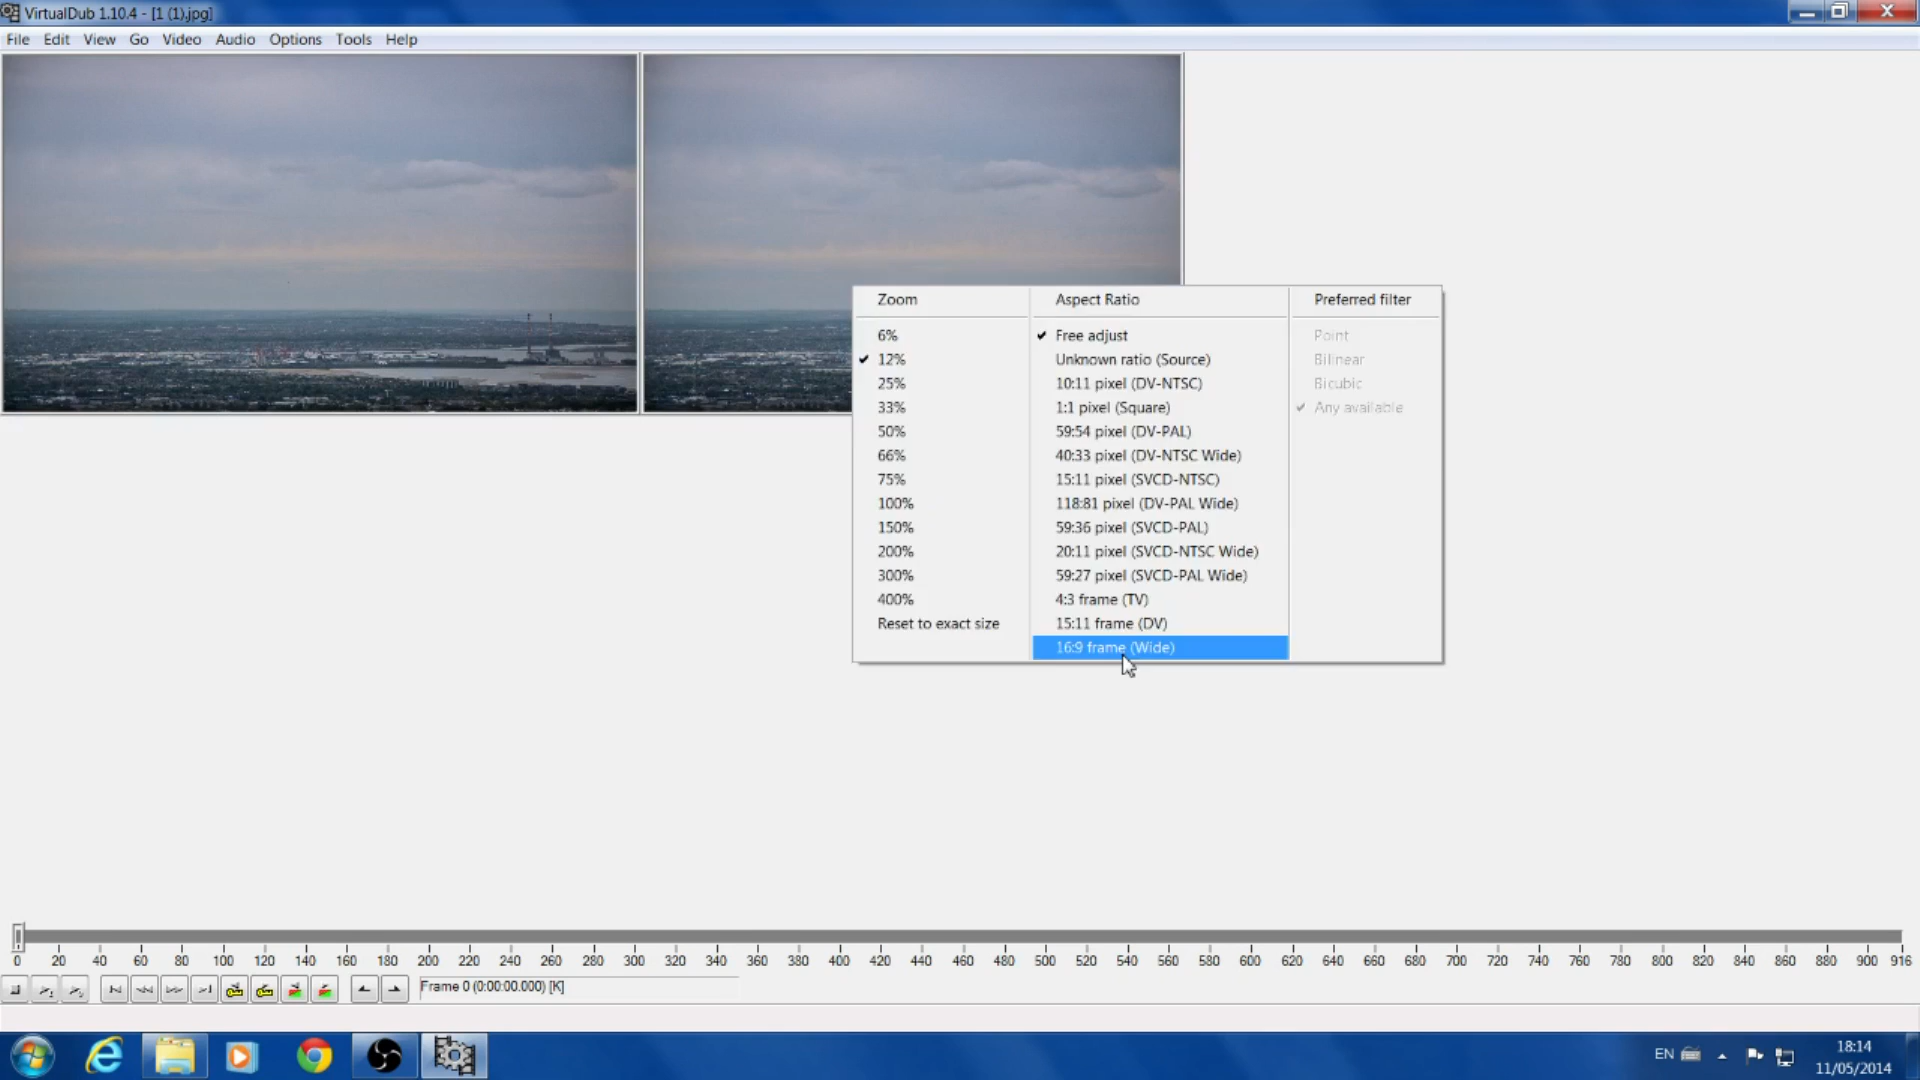 VirtualDub 1.10.4 - [1 (1).jpg]
File Edit View Go Video Audio Options Tools Help
Zoom
6%
12%
25%
33%
50%
66%
75%
100%
150%
200%
300%
400%
Reset to exact size
Aspect Ratio
Free adjust
Unknown ratio (Source)
10:11 pixel (DV-NTSC)
1:1 pixel (Square)
59:54 pixel (DV-PAL)
40:33 pixel (DV-NTSC Wide)
15:11 pixel (SVCD-NTSC)
118:81 pixel (DV-PAL Wide)
59:36 pixel (SVCD-PAL)
20:11 pixel (SVCD-NTSC Wide)
59:27 pixel (SVCD-PAL Wide)
4:3 frame (TV)
15:11 frame (DV)
16:9 frame (Wide)
Preferred filter
Point
Bilinear
Bicubic
Any available
0 20 40 60 80 100 120 140 160 180 200 220 240 260 280 300 320 340 360 380 400 420 440 460 480 500 520 540 560 580 600 620 640 660 680 700 720 740 760 780 800 820 840 860 880 900 916
Frame 0 (0:00:00.000) [K]
EN
18:14
11/05/2014